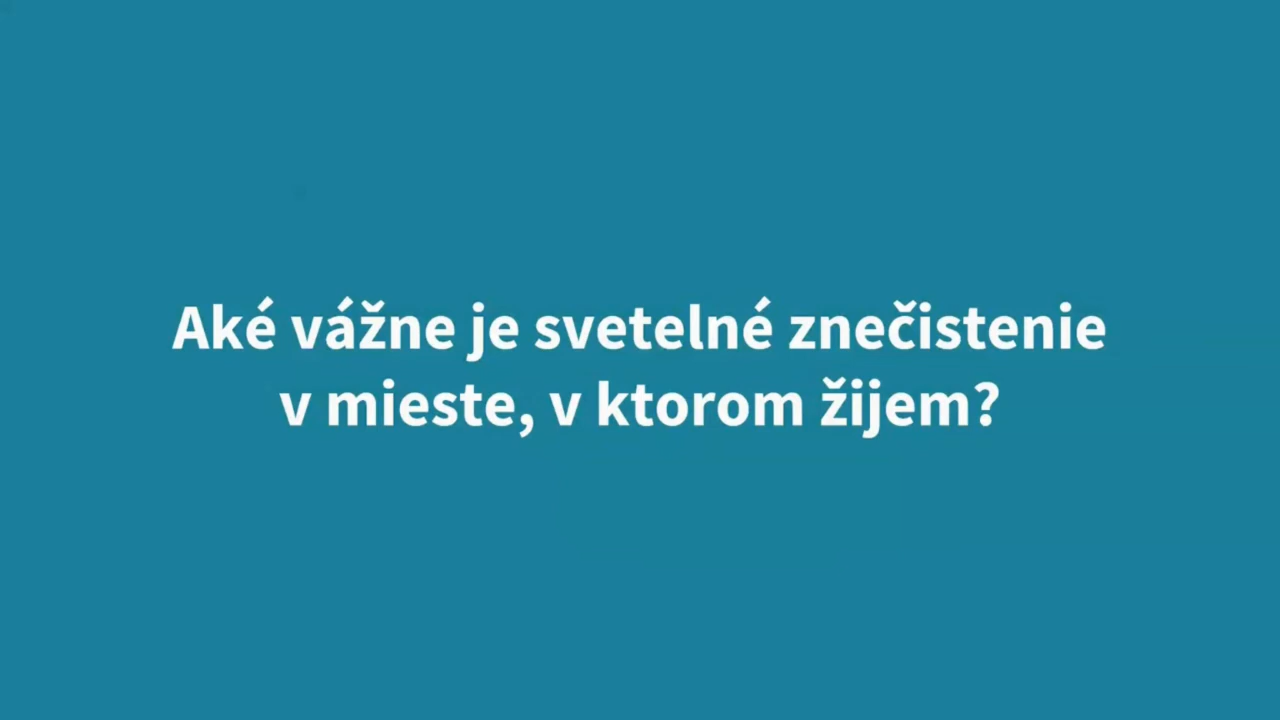 Aké vážne je svetelné znečistenie
v mieste, v ktorom žijem?